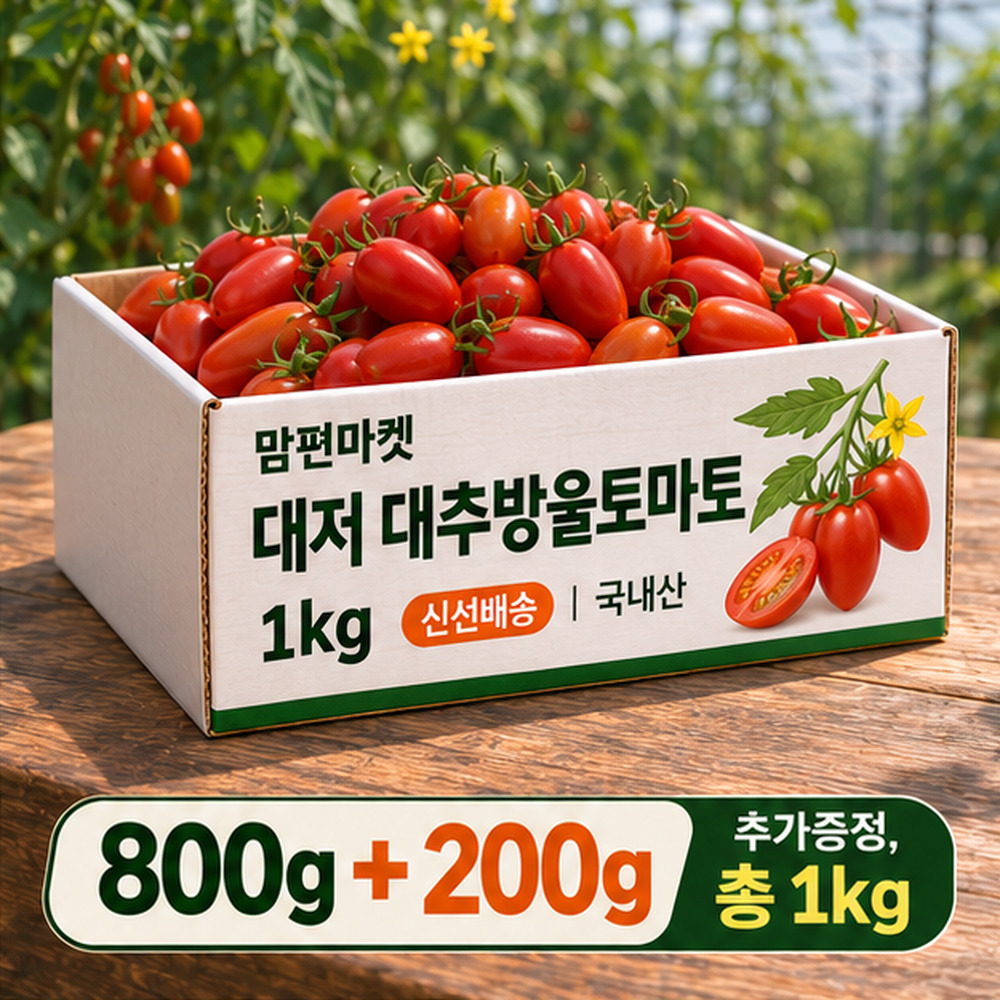 맘편마켓
대저 대추방울토마토
1kg 신선배송 | 국내산
800g + 200g
추가증정,
총 1kg